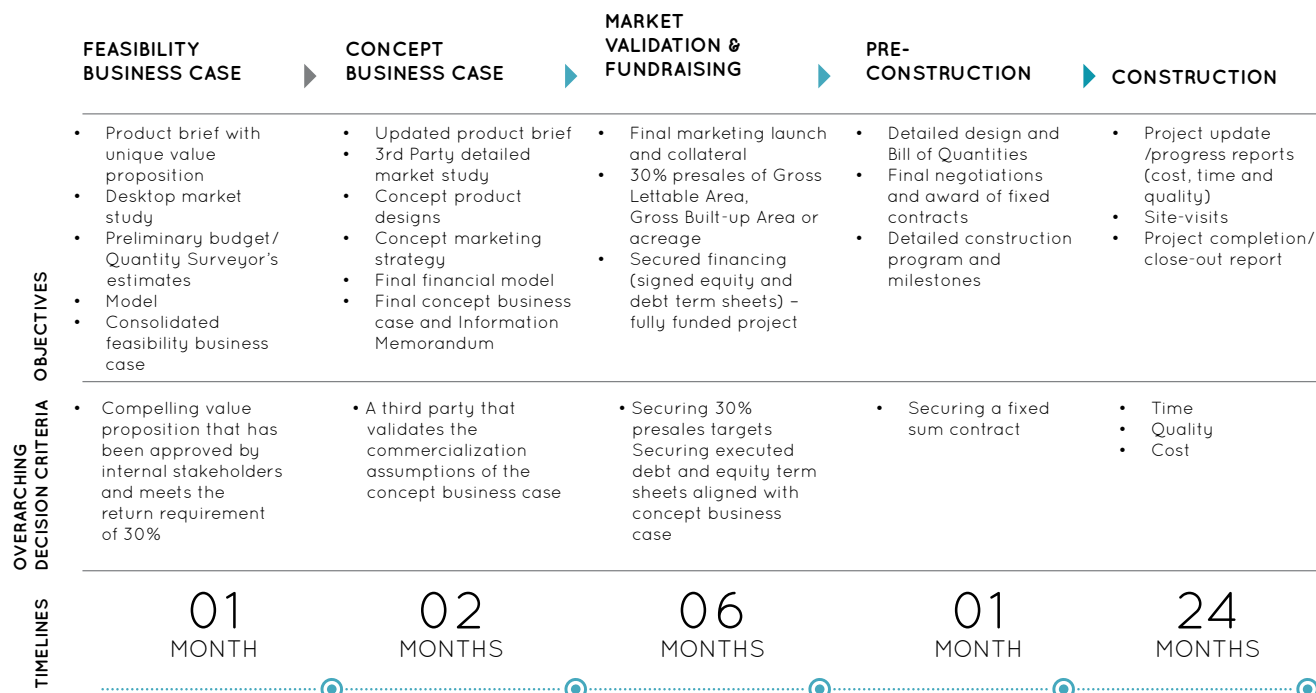 FEASIBILITY
BUSINESS CASE
CONCEPT
BUSINESS CASE
MARKET
VALIDATION &
FUNDRAISING
PRE-
CONSTRUCTION
CONSTRUCTION
OBJECTIVES
• Product brief with
unique value
proposition
• Desktop market
study
• Preliminary budget/
Quantity Surveyor’s
estimates
• Model
• Consolidated
feasibility business
case
• Updated product brief
• 3rd Party detailed
market study
• Concept product
designs
• Concept marketing
strategy
• Final financial model
• Final concept business
case and Information
Memorandum
• Final marketing launch
and collateral
• 30% presales of Gross
Lettable Area,
Gross Built-up Area or
acreage
• Secured financing
(signed equity and
debt term sheets) –
fully funded project
• Detailed design and
Bill of Quantities
• Final negotiations
and award of fixed
contracts
• Detailed construction
program and
milestones
• Project update
/progress reports
(cost, time and
quality)
• Site-visits
• Project completion/
close-out report
OVERARCHING
DECISION CRITERIA
• Compelling value
proposition that has
been approved by
internal stakeholders
and meets the
return requirement
of 30%
• A third party that
validates the
commercialization
assumptions of the
concept business case
• Securing 30%
presales targets
Securing executed
debt and equity term
sheets aligned with
concept business
case
• Securing a fixed
sum contract
• Time
• Quality
• Cost
TIMELINES
01
MONTH
02
MONTHS
06
MONTHS
01
MONTH
24
MONTHS